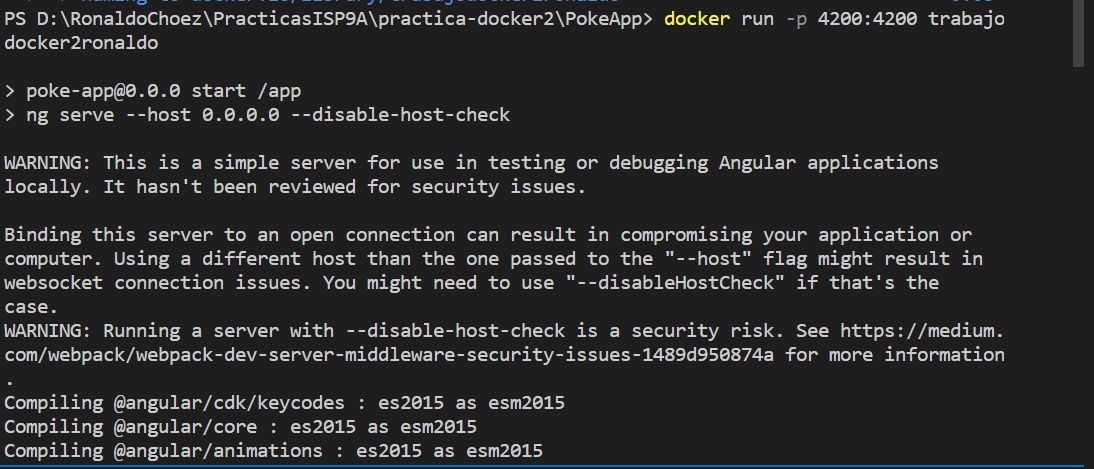 PS D:\RonaldoChoez\PracticasISP9A\practica-docker2\PokeApp> docker run -p 4200:4200 trabajo
docker2ronaldo
> poke-app@0.0.0 start /app
> ng serve --host 0.0.0.0 --disable-host-check
WARNING: This is a simple server for use in testing or debugging Angular applications
locally. It hasn't been reviewed for security issues.
Binding this server to an open connection can result in compromising your application or
computer. Using a different host than the one passed to the "--host" flag might result in
websocket connection issues. You might need to use "--disableHostCheck" if that's the
case.
WARNING: Running a server with --disable-host-check is a security risk. See https://medium.
com/webpack/webpack-dev-server-middleware-security-issues-1489d950874a for more information
.
Compiling @angular/cdk/keycodes : es2015 as esm2015
Compiling @angular/core : es2015 as esm2015
Compiling @angular/animations : es2015 as esm2015